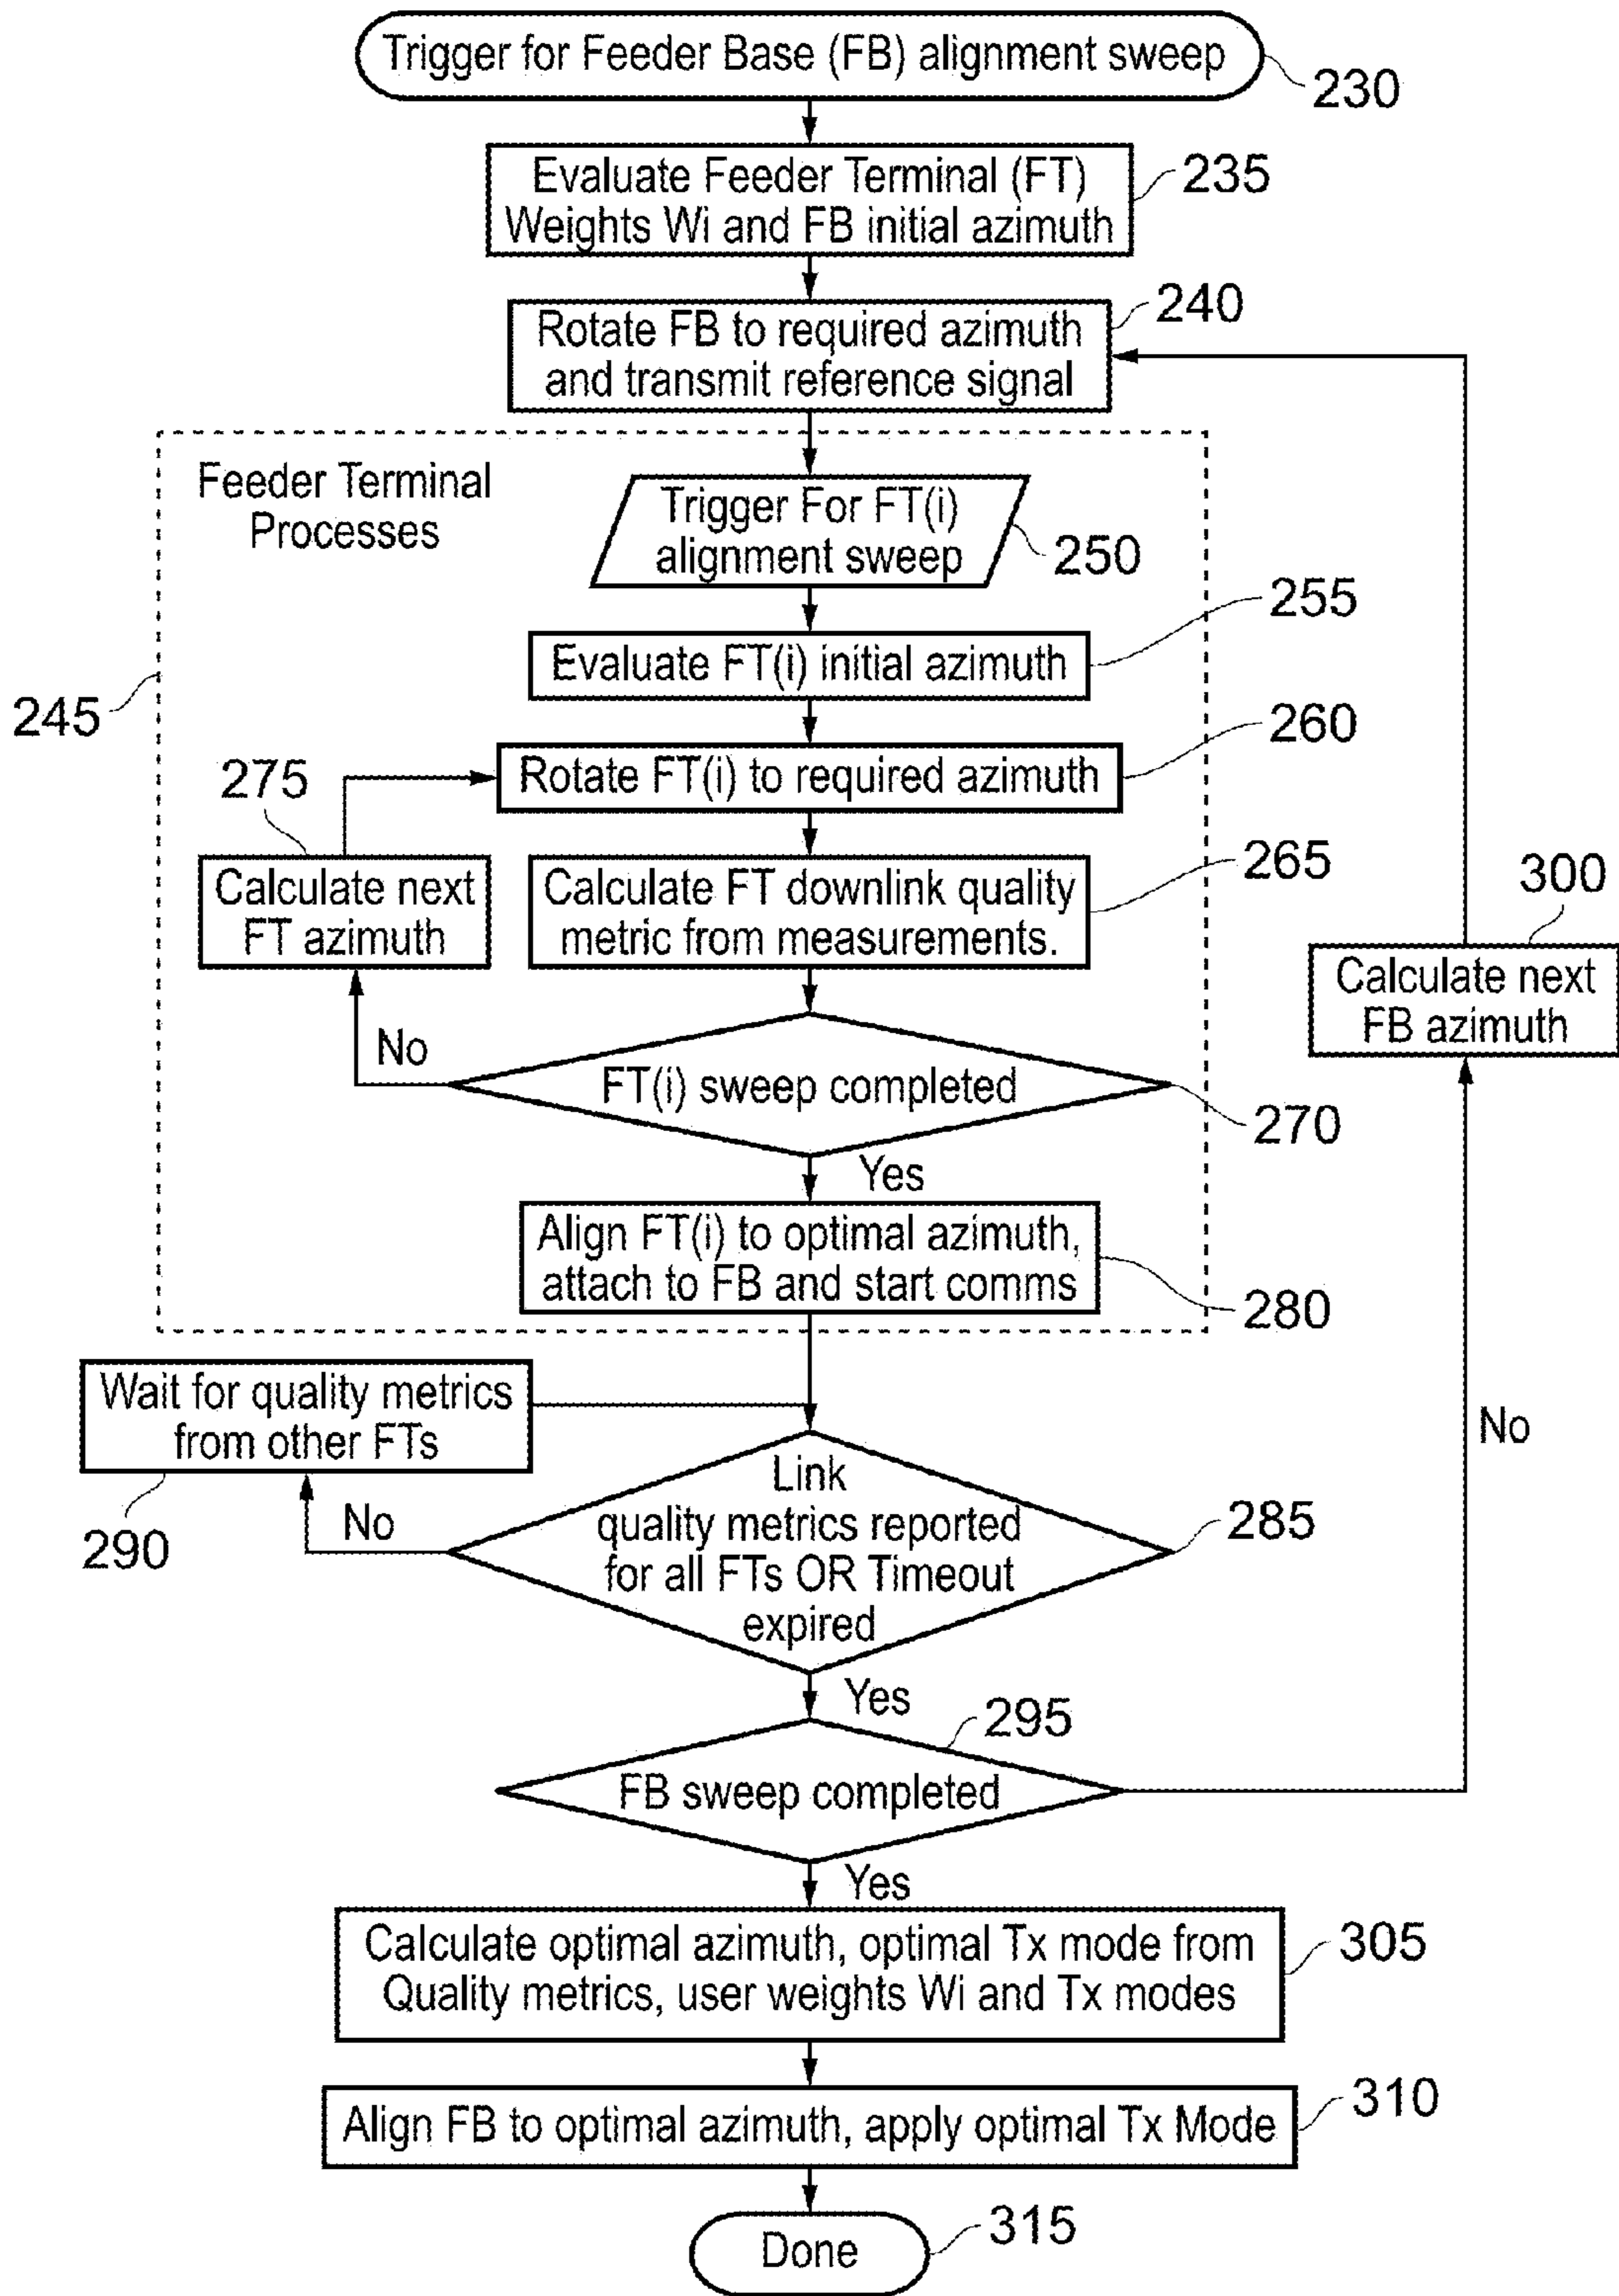 Trigger for Feeder Base (FB) alignment sweep
230
Evaluate Feeder Terminal (FT)
Weights Wi and FB initial azimuth
235
Rotate FB to required azimuth
and transmit reference signal
240
Feeder Terminal
Processes
245
Trigger For FT(i)
alignment sweep
250
Evaluate FT(i) initial azimuth
255
Rotate FT(i) to required azimuth
260
275
Calculate next
FT azimuth
Calculate FT downlink quality
metric from measurements.
265
300
Calculate next
FB azimuth
No
FT(i) sweep completed
270
Yes
Align FT(i) to optimal azimuth,
attach to FB and start comms
280
Wait for quality metrics
from other FTs
290
No
Link
quality metrics reported
for all FTs OR Timeout
expired
285
No
Yes
295
FB sweep completed
Yes
Calculate optimal azimuth, optimal Tx mode from
Quality metrics, user weights Wi and Tx modes
305
Align FB to optimal azimuth, apply optimal Tx Mode
310
Done
315